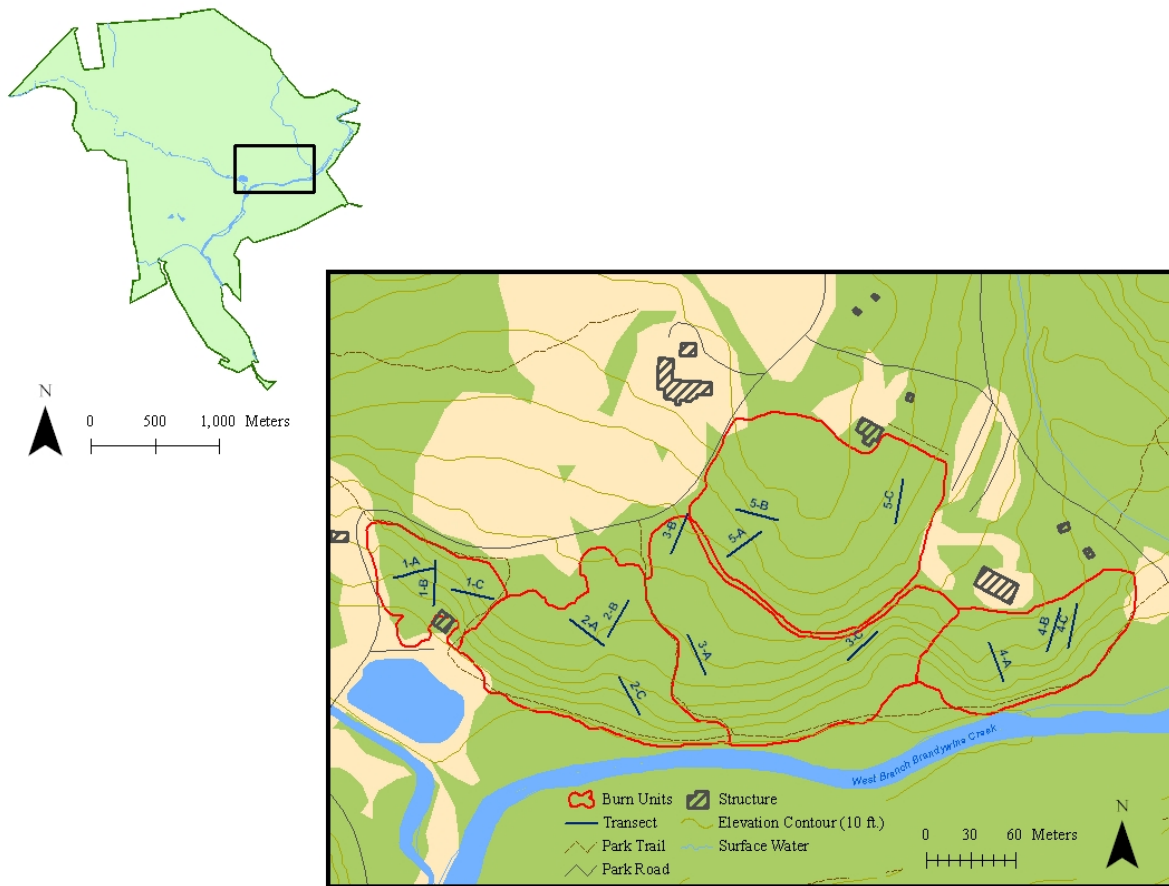 N
0 500 1,000 Meters
5-B
5-C
5-A
3-B
1-A
1-B
1-C
2-A
2-B
3-A
3-C
4-B
4-C
4-A
2-C
West Branch Brandywine Creek
Burn Units Structure
Transect Elevation Contour (10 ft.)
Park Trail Surface Water
Park Road
0 30 60 Meters
N